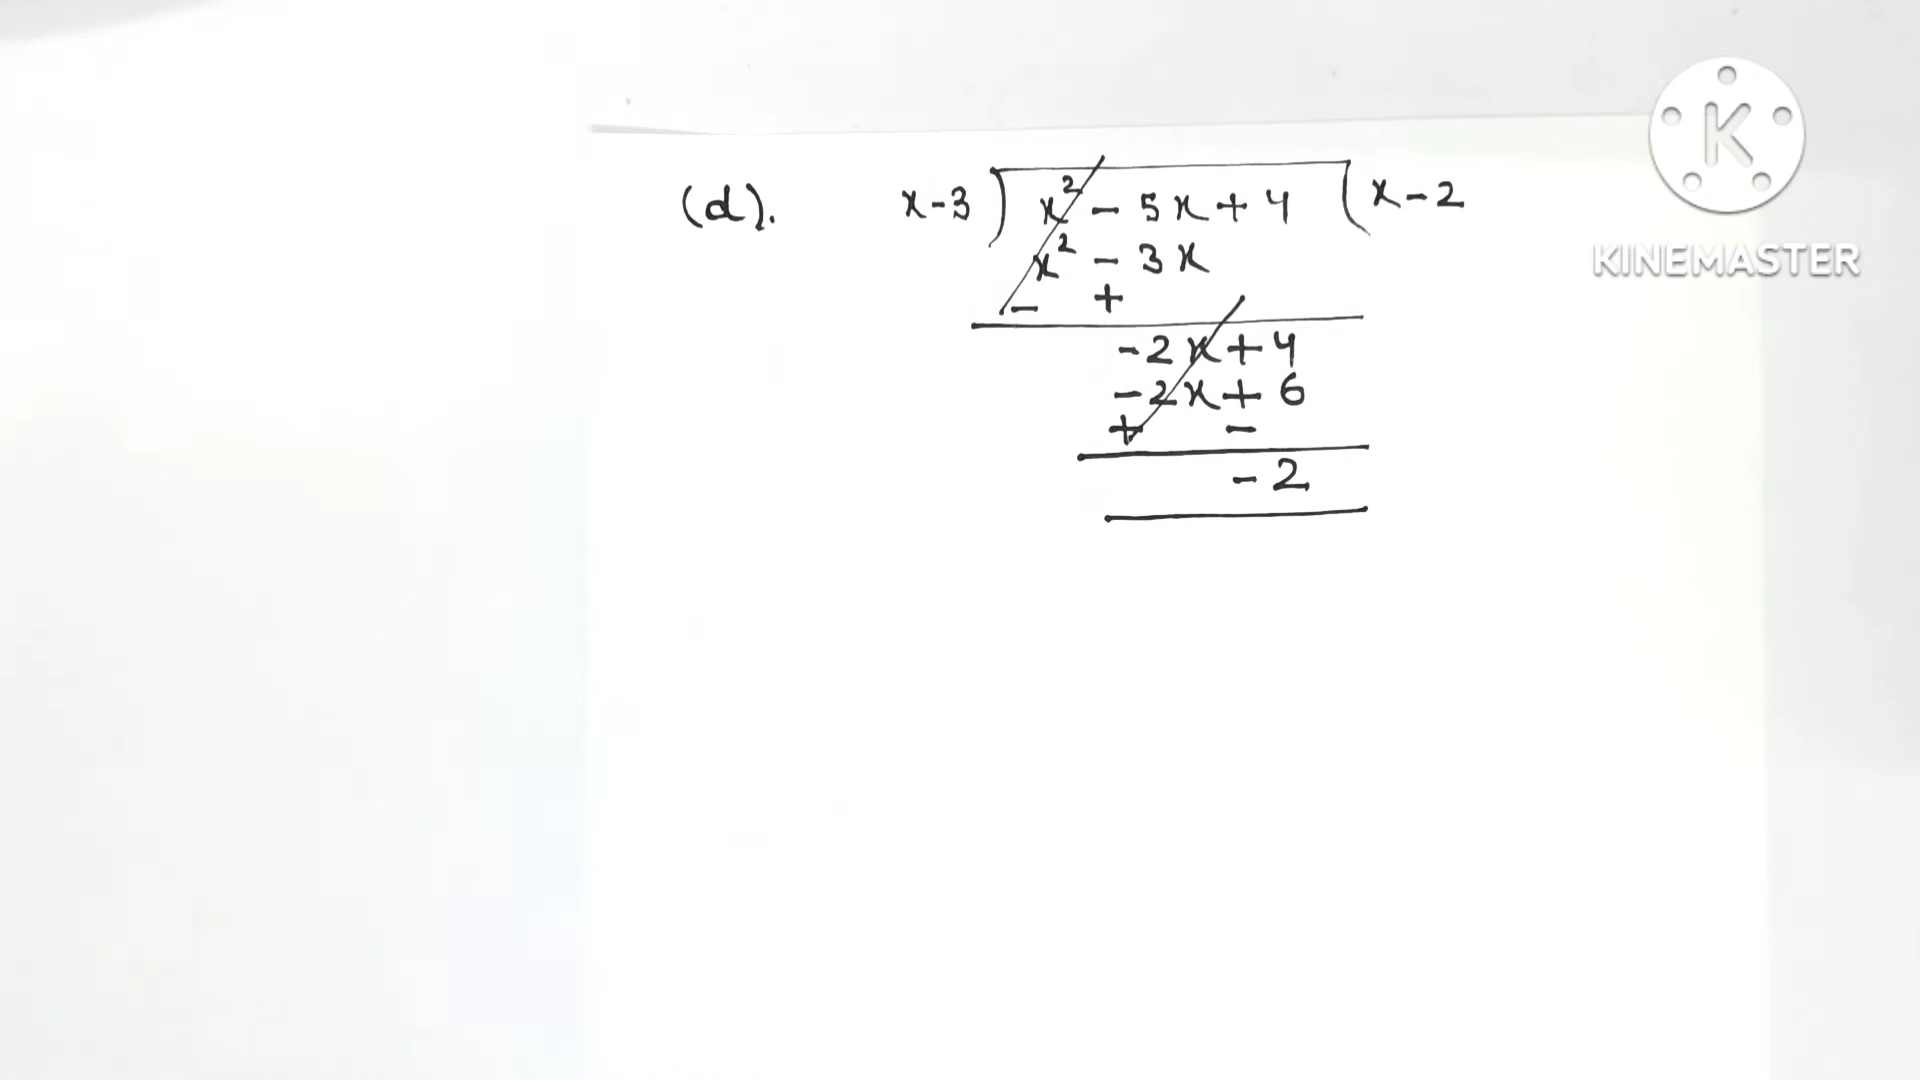 (d). x-3 ) x² - 5x + 4 ( x-2
x² - 3x
- +
-2x + 4
-2x + 6
+ -
-2
K
KINEMASTER